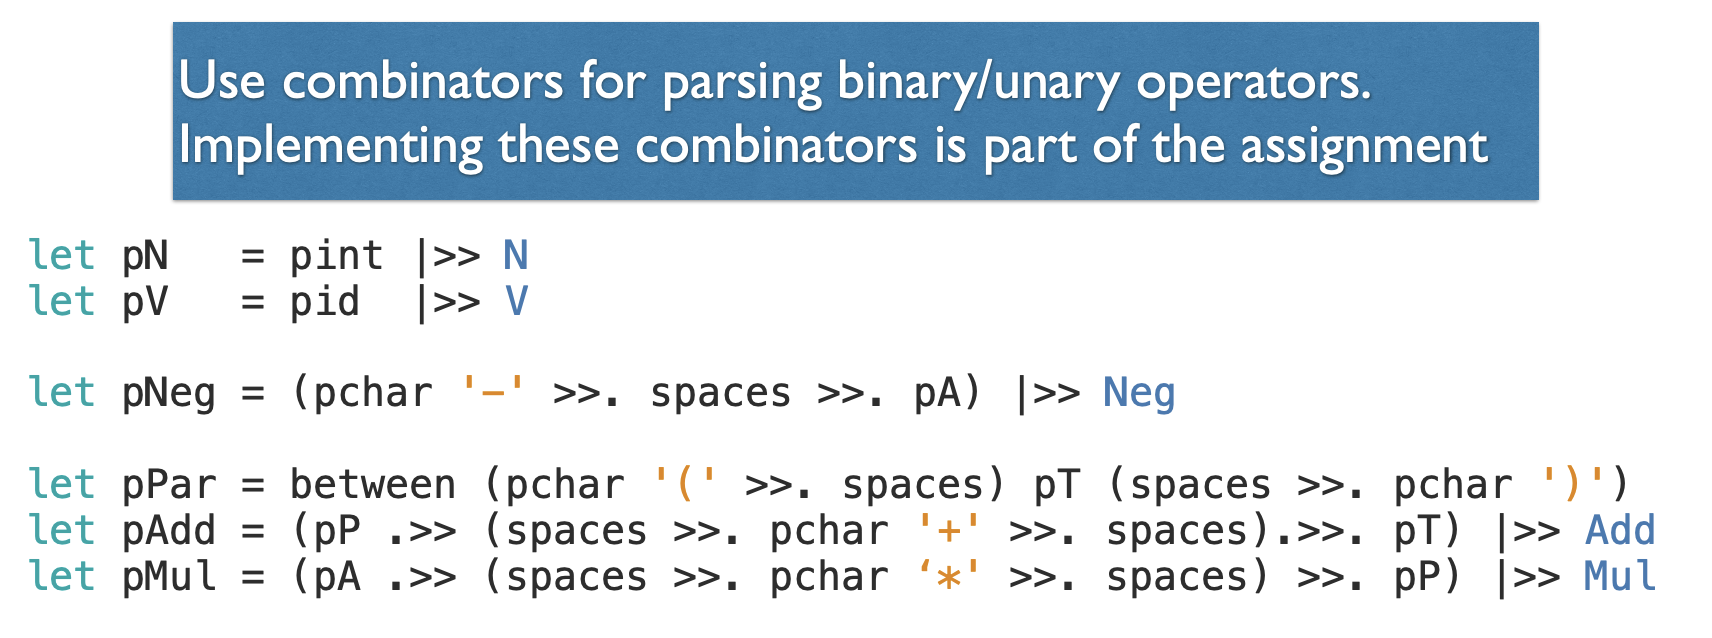 Use combinators for parsing binary/unary operators.
Implementing these combinators is part of the assignment
let pN   = pint |>> N
let pV   = pid  |>> V
let pNeg = (pchar '-' >>. spaces >>. pA) |>> Neg
let pPar = between (pchar '(' >>. spaces) pT (spaces >>. pchar ')')
let pAdd = (pP .>> (spaces >>. pchar '+' >>. spaces).>>. pT) |>> Add
let pMul = (pA .>> (spaces >>. pchar ‘*' >>. spaces) >>. pP) |>> Mul